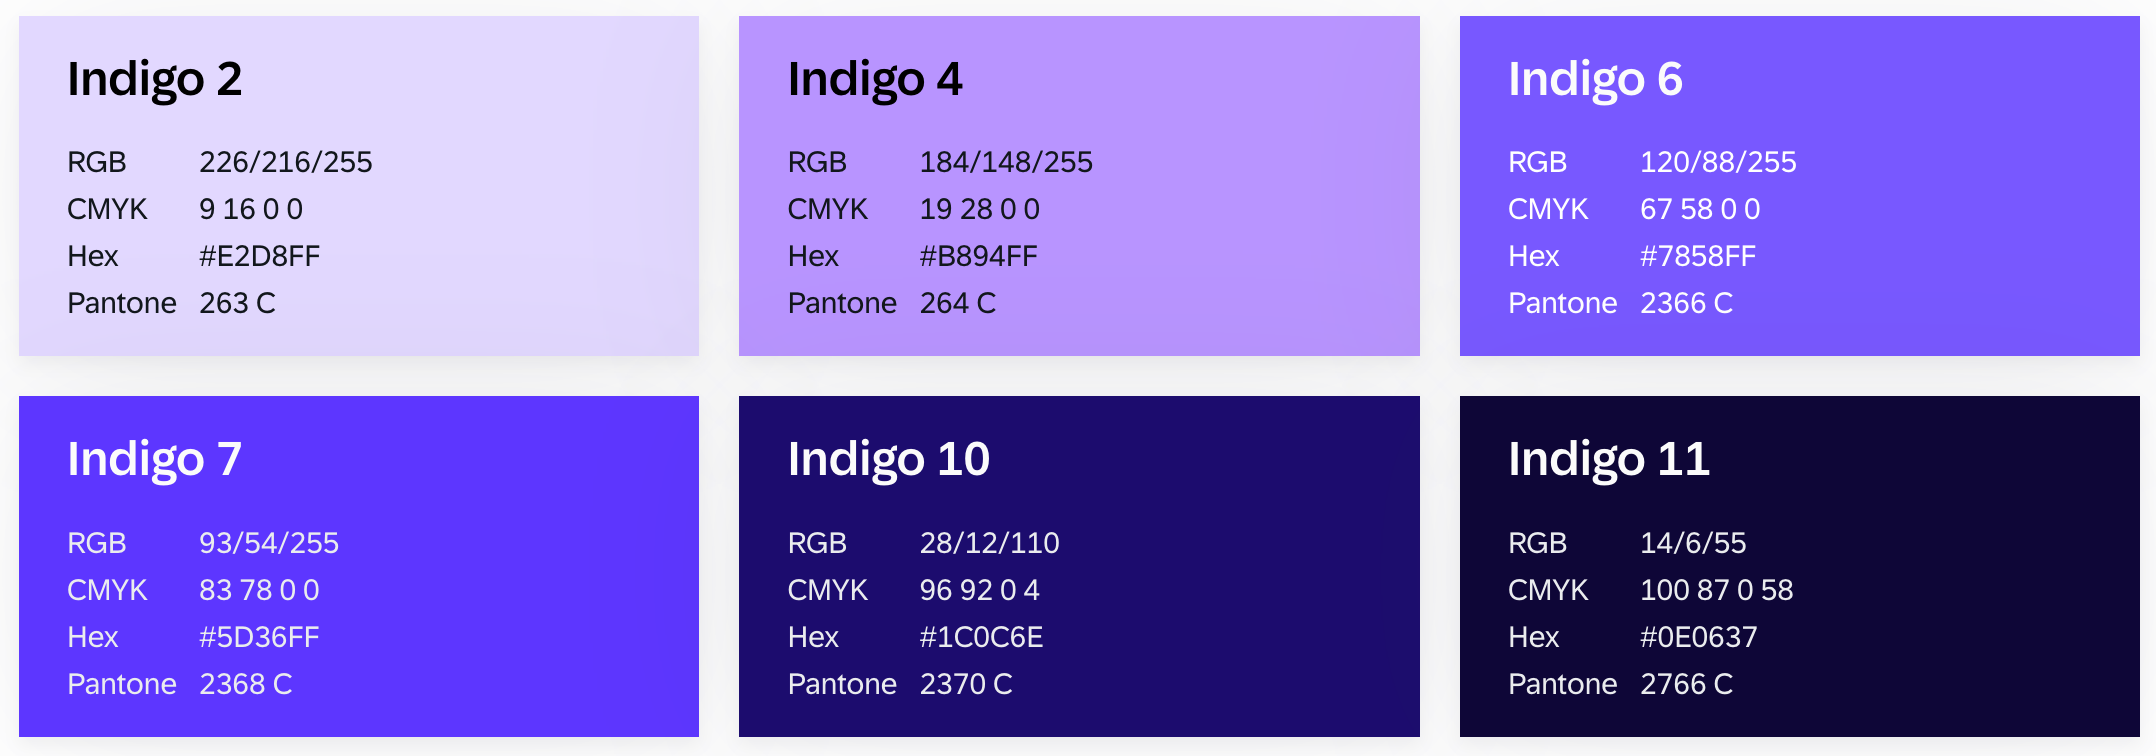 Indigo 2
RGB 226/216/255
CMYK 9 16 0 0
Hex #E2D8FF
Pantone 263 C
Indigo 4
RGB 184/148/255
CMYK 19 28 0 0
Hex #B894FF
Pantone 264 C
Indigo 6
RGB 120/88/255
CMYK 67 58 0 0
Hex #7858FF
Pantone 2366 C
Indigo 7
RGB 93/54/255
CMYK 83 78 0 0
Hex #5D36FF
Pantone 2368 C
Indigo 10
RGB 28/12/110
CMYK 96 92 0 4
Hex #1C0C6E
Pantone 2370 C
Indigo 11
RGB 14/6/55
CMYK 100 87 0 58
Hex #0E0637
Pantone 2766 C